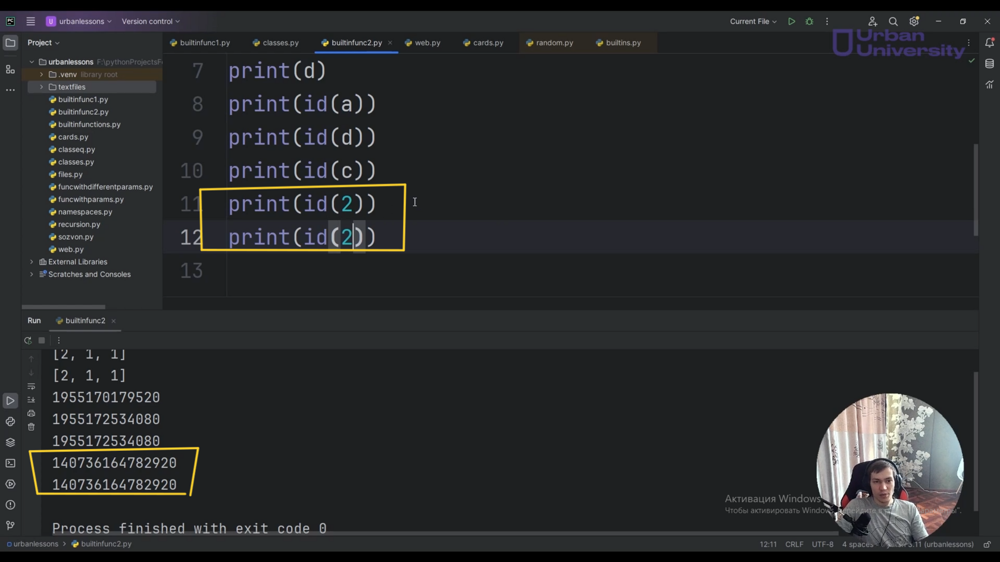 PC
U urbanlessons
Version control
Current File
Project
builtinfunc1.py
classes.py
builtinfunc2.py
web.py
cards.py
random.py
builtins.py
Urban
University
urbanlessons F:\pythonProjectsF
.venv library root
textfiles
builtinfunc1.py
builtinfunc2.py
builtinfunctions.py
cards.py
classeq.py
classes.py
files.py
funcwithdifferentparams.py
funcwithparams.py
namespaces.py
recursion.py
sozvon.py
web.py
External Libraries
Scratches and Consoles
7 print(d)
8 print(id(a))
9 print(id(d))
10 print(id(c))
11 print(id(2))
12 print(id(2))
13
Run
builtinfunc2
[2, 1, 1]
[2, 1, 1]
1955170179520
1955172534080
1955172534080
140736164782920
140736164782920
Process finished with exit code 0
Активация Windows
Чтобы активировать Windows,
urbanlessons
builtinfunc2.py
12:11
CRLF
UTF-8
4 spaces
3.11 (urbanlessons)